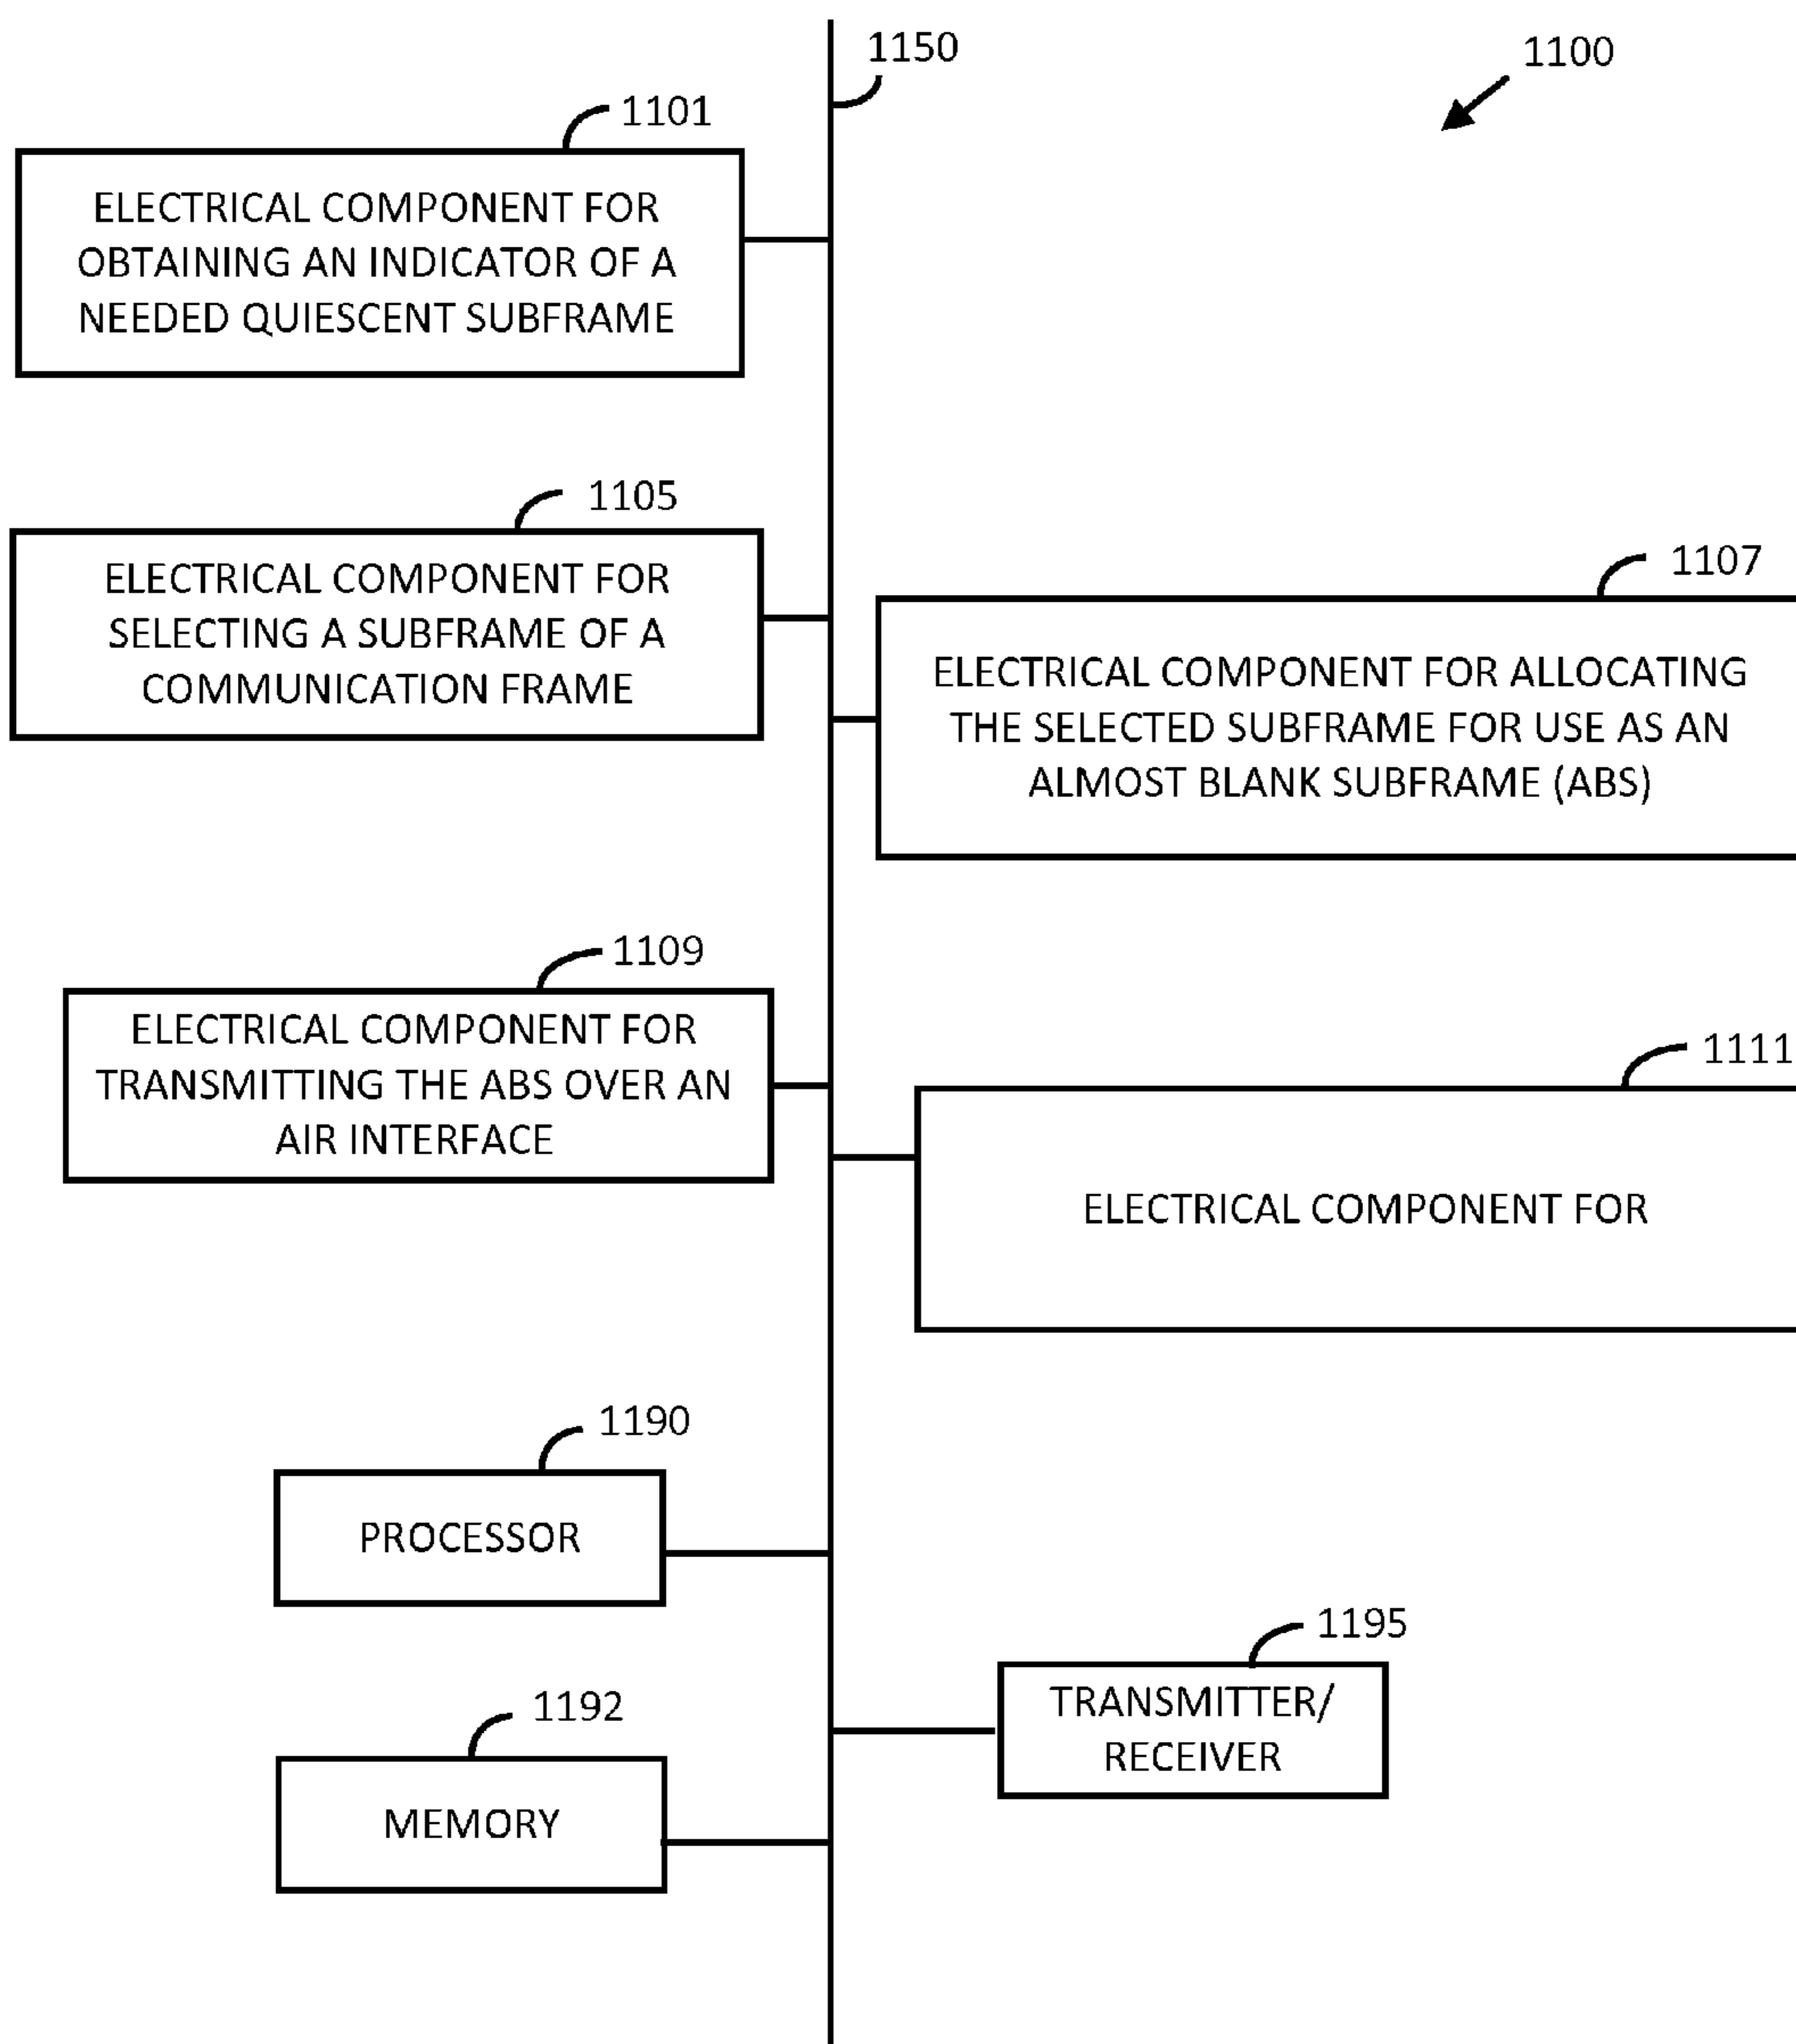 1150
1100
1101
ELECTRICAL COMPONENT FOR
OBTAINING AN INDICATOR OF A
NEEDED QUIESCENT SUBFRAME
1105
ELECTRICAL COMPONENT FOR
SELECTING A SUBFRAME OF A
COMMUNICATION FRAME
1107
ELECTRICAL COMPONENT FOR ALLOCATING
THE SELECTED SUBFRAME FOR USE AS AN
ALMOST BLANK SUBFRAME (ABS)
1109
ELECTRICAL COMPONENT FOR
TRANSMITTING THE ABS OVER AN
AIR INTERFACE
1111
ELECTRICAL COMPONENT FOR
1190
PROCESSOR
1195
TRANSMITTER/
RECEIVER
1192
MEMORY